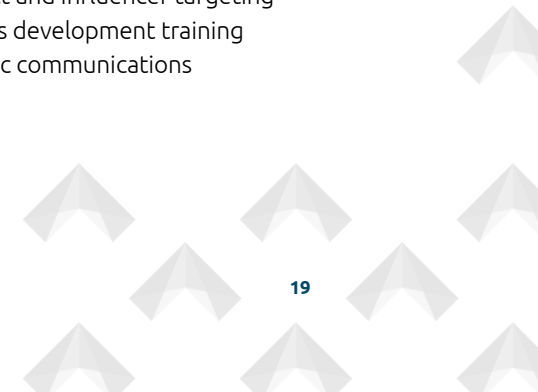 and influencer targeting
development training
communications
19